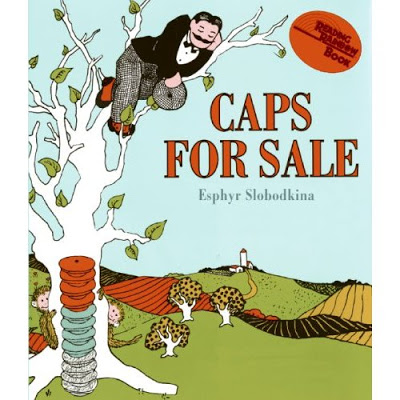 READING
RAINBOW
BOOK
CAPS
FOR SALE
Esphyr Slobodkina